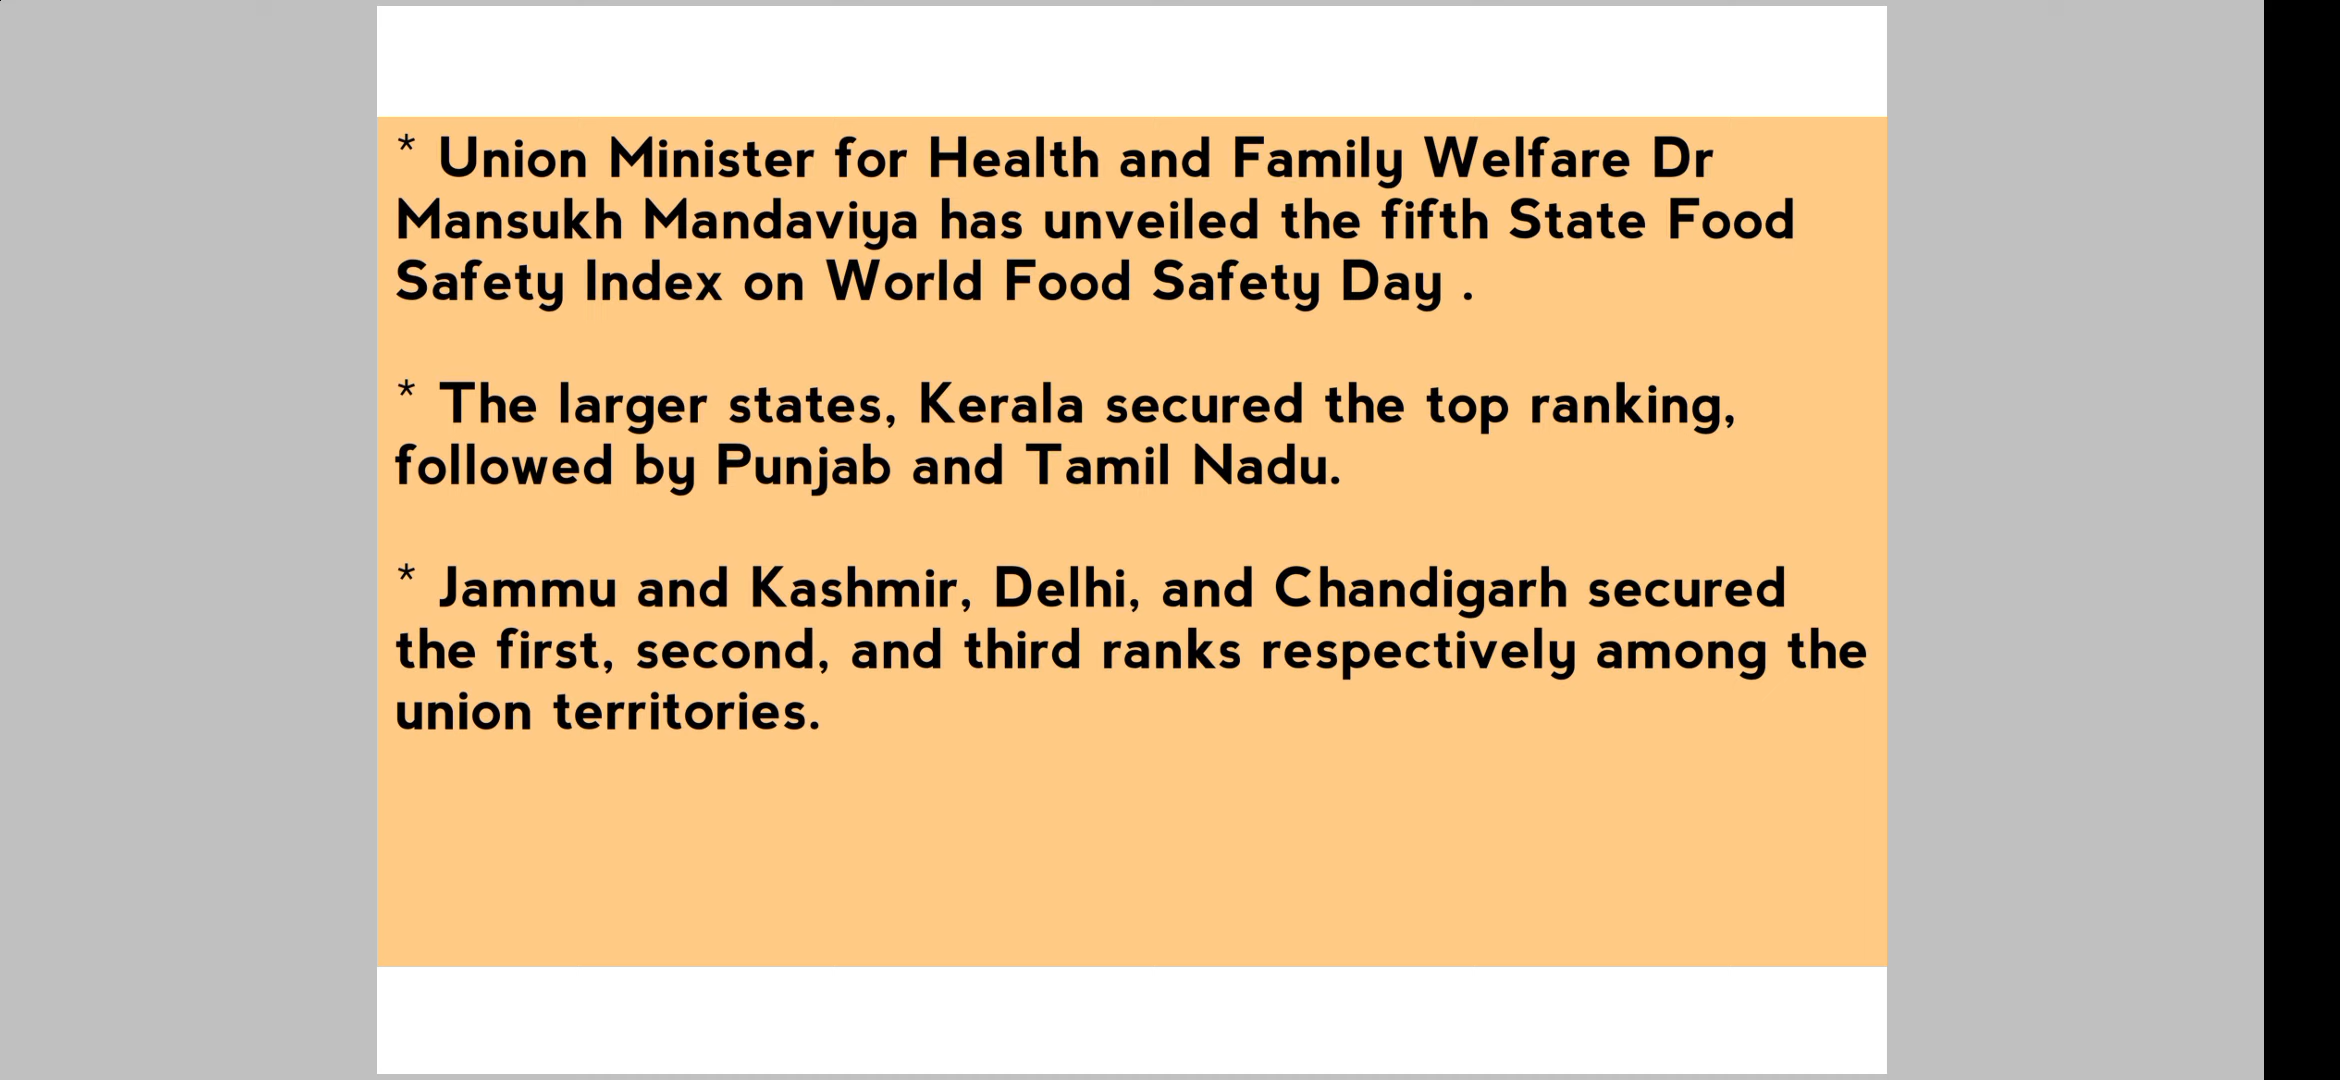 * Union Minister for Health and Family Welfare Dr
Mansukh Mandaviya has unveiled the fifth State Food
Safety Index on World Food Safety Day .
* The larger states, Kerala secured the top ranking,
followed by Punjab and Tamil Nadu.
* Jammu and Kashmir, Delhi, and Chandigarh secured
the first, second, and third ranks respectively among the
union territories.